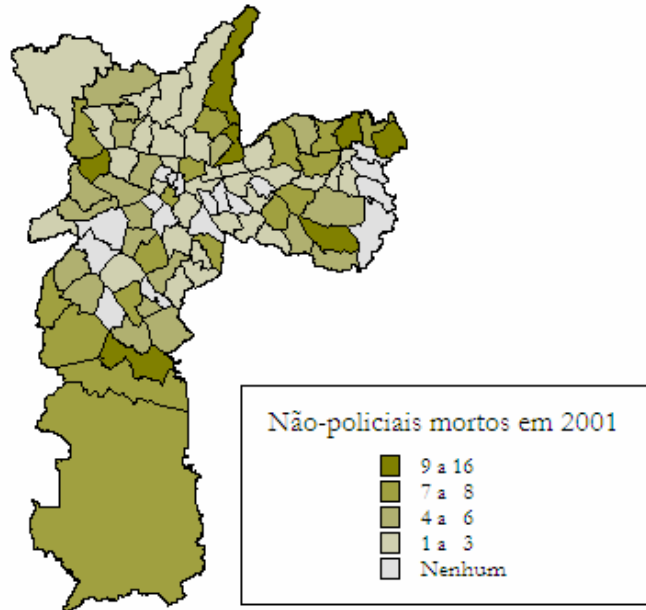 Não-policiais mortos em 2001
9 a 16
7 a 8
4 a 6
1 a 3
Nenhum